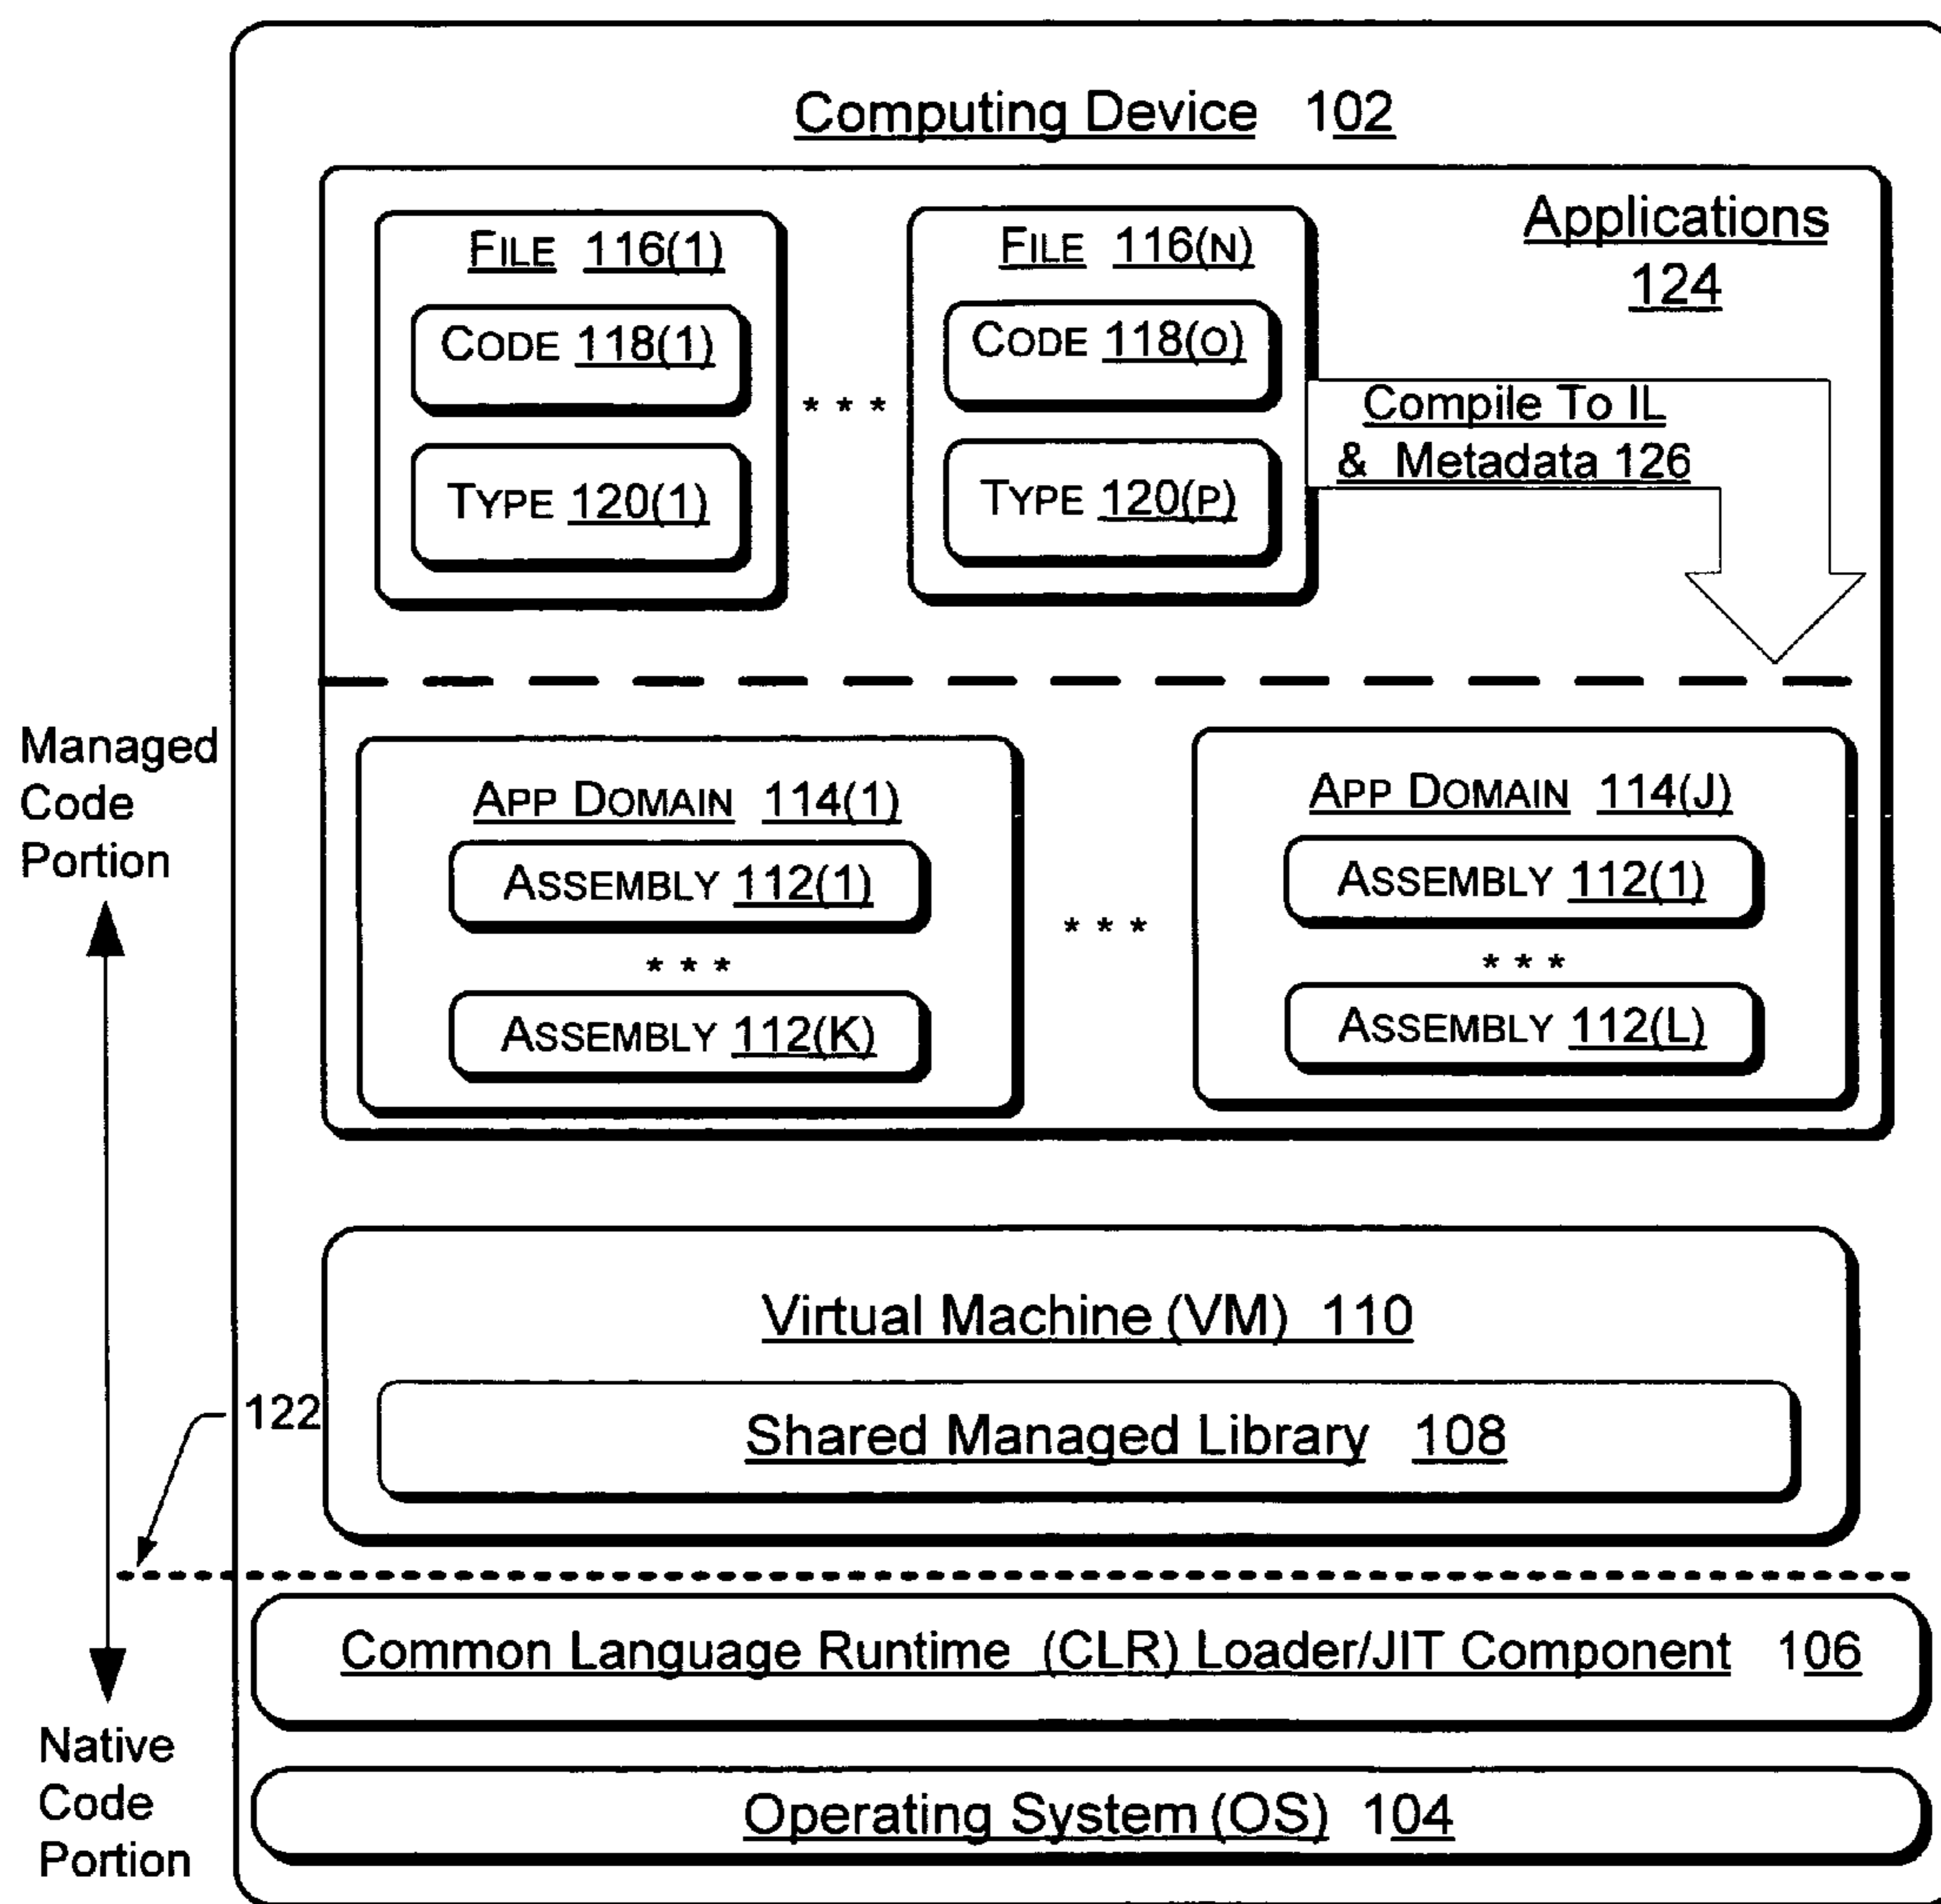 Computing Device 102
Applications
124
FILE 116(1)
CODE 118(1)
TYPE 120(1)
* * *
FILE 116(N)
CODE 118(O)
TYPE 120(P)
Compile To IL
& Metadata 126
Managed
Code
Portion
APP DOMAIN 114(1)
ASSEMBLY 112(1)
* * *
ASSEMBLY 112(K)
* * *
APP DOMAIN 114(J)
ASSEMBLY 112(1)
* * *
ASSEMBLY 112(L)
Virtual Machine (VM) 110
Shared Managed Library 108
122
Common Language Runtime (CLR) Loader/JIT Component 106
Native
Code
Portion
Operating System (OS) 104